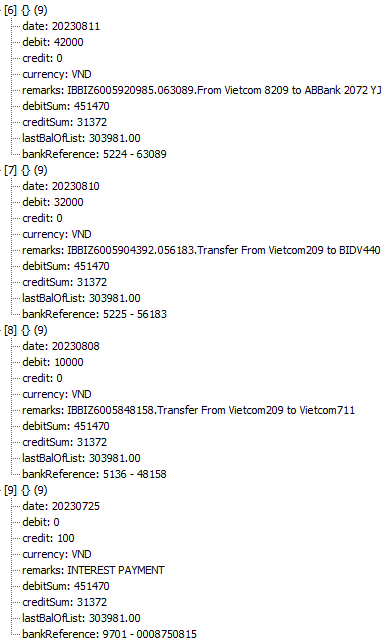 [6] {} (9)
date: 20230811
debit: 42000
credit: 0
currency: VND
remarks: IBBIZ6005920985.063089.From Vietcom 8209 to ABBank 2072 YJ
debitSum: 451470
creditSum: 31372
lastBalOfList: 303981.00
bankReference: 5224 - 63089
[7] {} (9)
date: 20230810
debit: 32000
credit: 0
currency: VND
remarks: IBBIZ6005904392.056183.Transfer From Vietcom209 to BIDV440
debitSum: 451470
creditSum: 31372
lastBalOfList: 303981.00
bankReference: 5225 - 56183
[8] {} (9)
date: 20230808
debit: 10000
credit: 0
currency: VND
remarks: IBBIZ6005848158.Transfer From Vietcom209 to Vietcom711
debitSum: 451470
creditSum: 31372
lastBalOfList: 303981.00
bankReference: 5136 - 48158
[9] {} (9)
date: 20230725
debit: 0
credit: 100
currency: VND
remarks: INTEREST PAYMENT
debitSum: 451470
creditSum: 31372
lastBalOfList: 303981.00
bankReference: 9701 - 0008750815